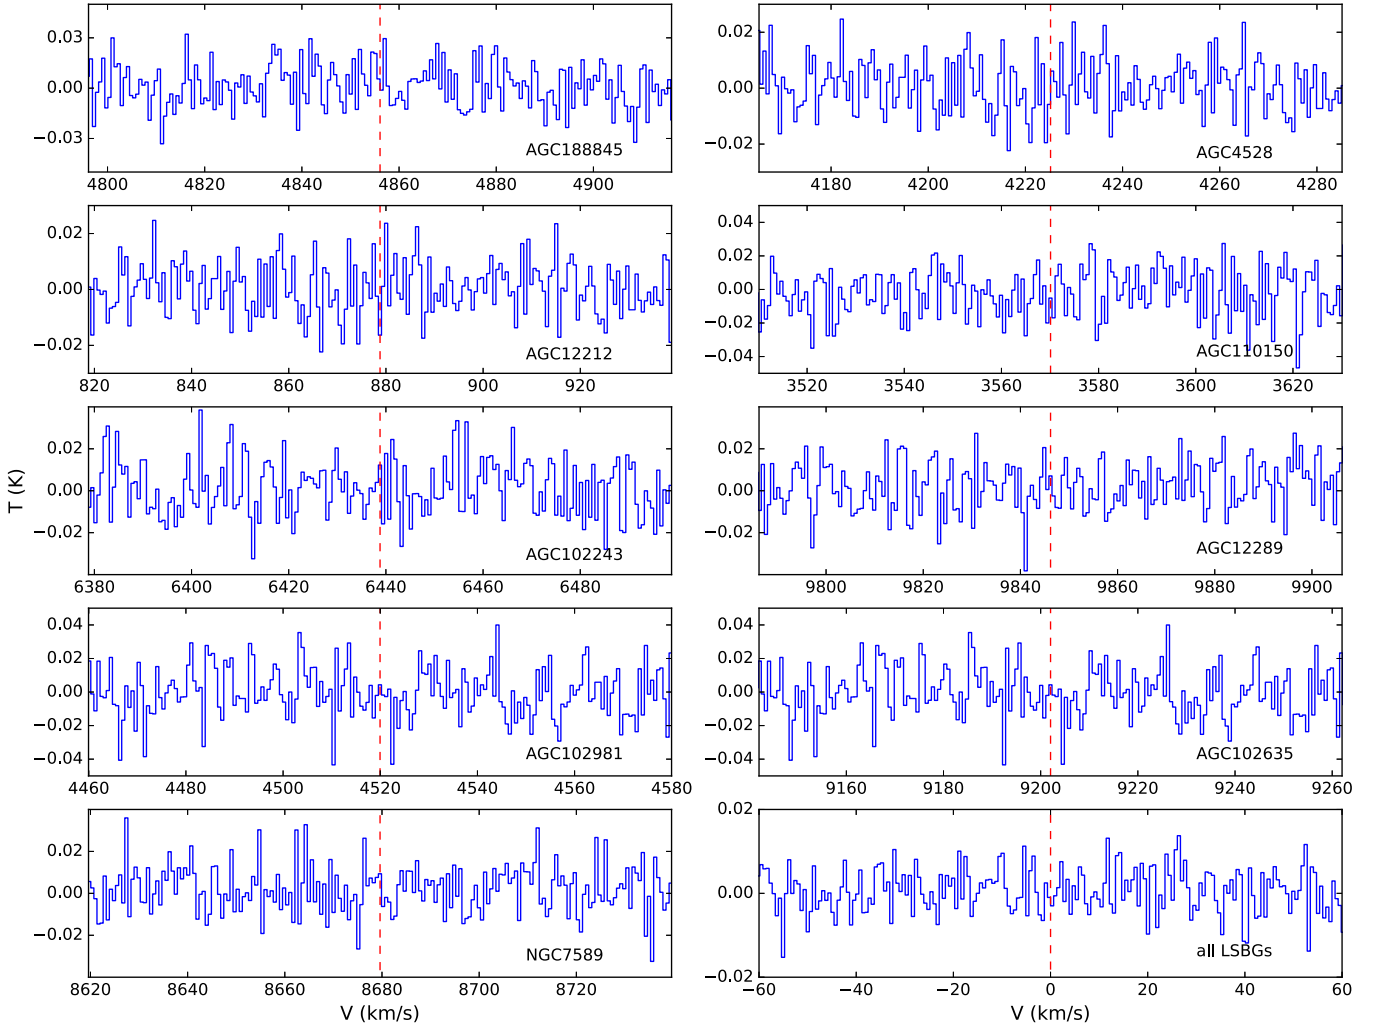 0.03
0.00
−0.03
AGC188845
4800 4820 4840 4860 4880 4900
0.02
0.00
−0.02
AGC4528
4180 4200 4220 4240 4260 4280
0.02
0.00
−0.02
AGC12212
820 840 860 880 900 920
0.04
0.02
0.00
−0.02
−0.04
AGC110150
3520 3540 3560 3580 3600 3620
T (K)
0.02
0.00
−0.02
AGC102243
6380 6400 6420 6440 6460 6480
0.02
0.00
−0.02
AGC12289
9800 9820 9840 9860 9880 9900
0.04
0.02
0.00
−0.02
−0.04
AGC102981
4460 4480 4500 4520 4540 4560 4580
0.04
0.02
0.00
−0.02
−0.04
AGC102635
9160 9180 9200 9220 9240 9260
0.02
0.00
−0.02
NGC7589
8620 8640 8660 8680 8700 8720
V (km/s)
0.02
0.00
−0.02
all LSBGs
−60 −40 −20 0 20 40 60
V (km/s)